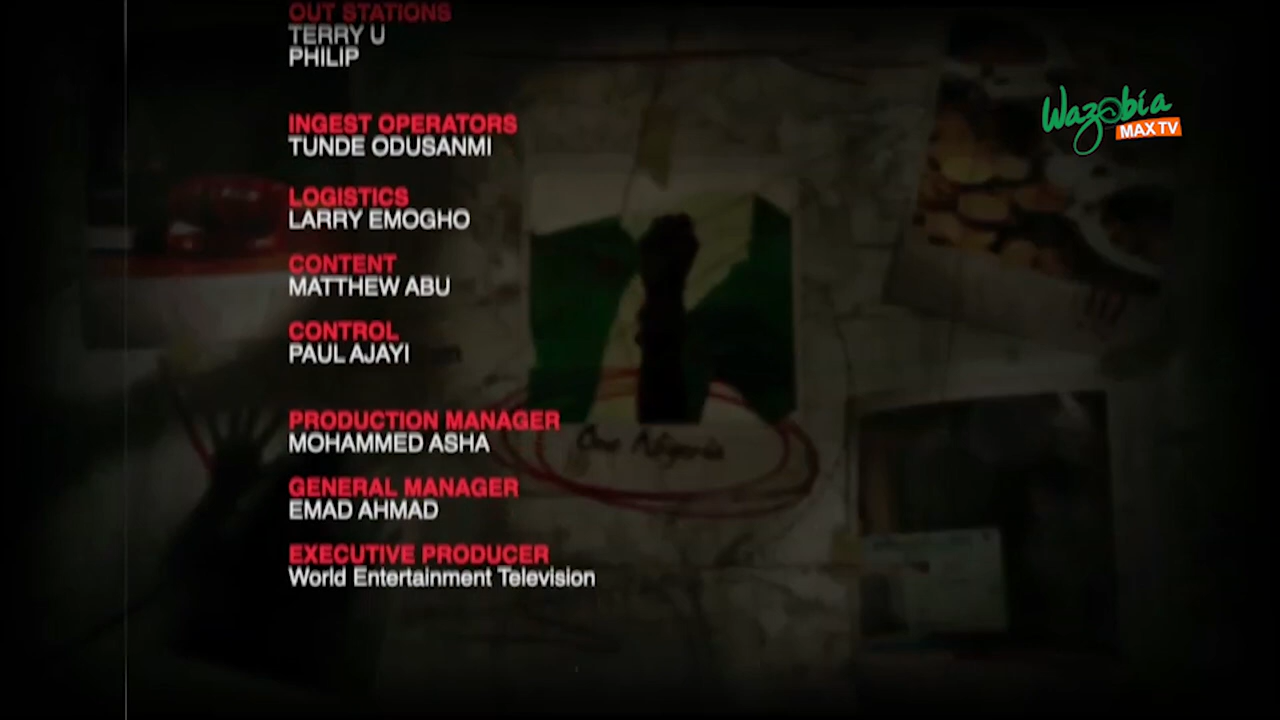 OUT STATIONS
TERRY U
PHILIP
Wazobia
MAX TV
INGEST OPERATORS
TUNDE ODUSANMI
LOGISTICS
LARRY EMOGHO
CONTENT
MATTHEW ABU
CONTROL
PAUL AJAYI
PRODUCTION MANAGER
MOHAMMED ASHA
One Nigeria
GENERAL MANAGER
EMAD AHMAD
EXECUTIVE PRODUCER
World Entertainment Television